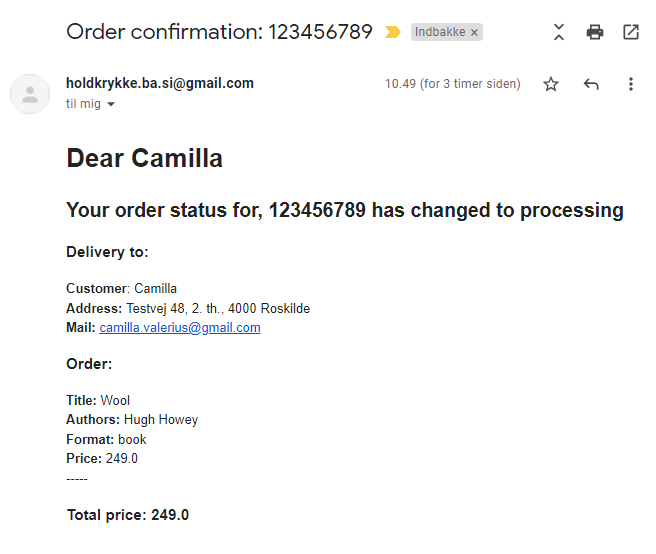 Order confirmation: 123456789 Indbakke ×
holdkrykke.ba.si@gmail.com 10.49 (for 3 timer siden)
til mig
Dear Camilla
Your order status for, 123456789 has changed to processing
Delivery to:
Customer: Camilla
Address: Testvej 48, 2. th., 4000 Roskilde
Mail: camilla.valerius@gmail.com
Order:
Title: Wool
Authors: Hugh Howey
Format: book
Price: 249.0
-----
Total price: 249.0